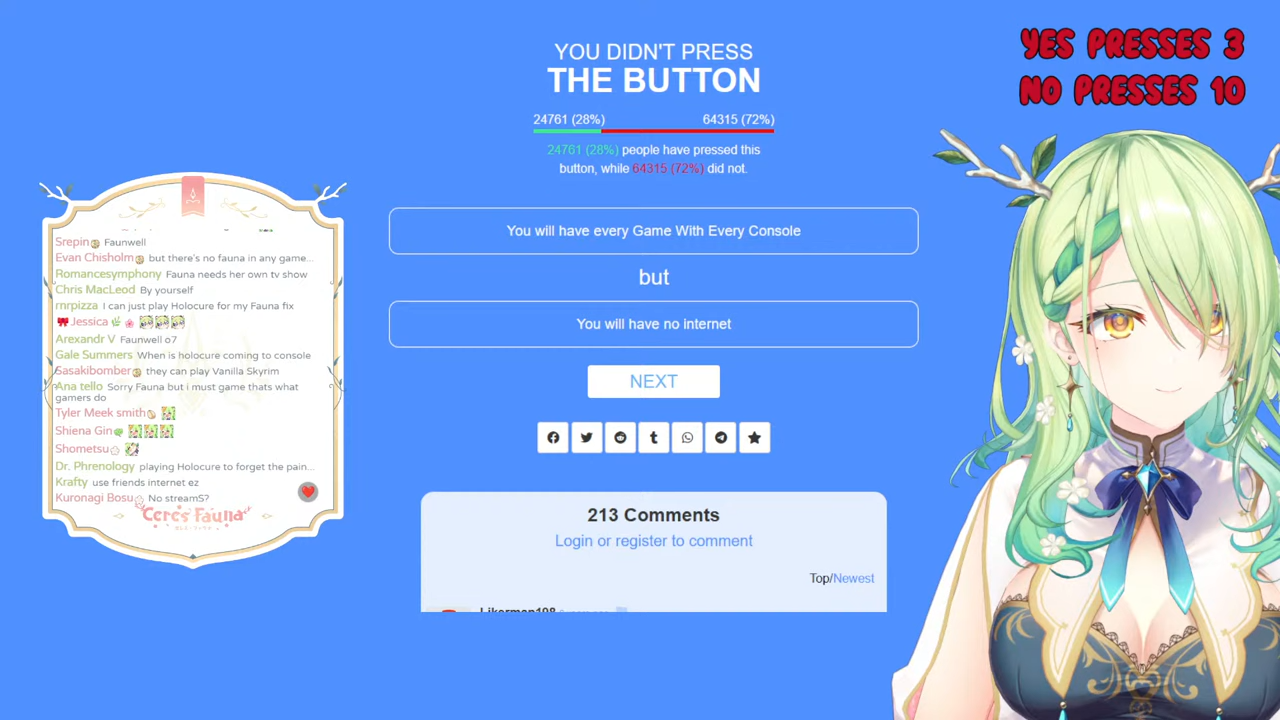 YOU DIDN'T PRESS
THE BUTTON
24761 (28%)
64315 (72%)
24761 (28%) people have pressed this
button, while 64315 (72%) did not.
You will have every Game With Every Console
but
You will have no internet
NEXT
213 Comments
Login or register to comment
Top/Newest
Likerman198
YES PRESSES 3
NO PRESSES 10
Srepin Faunwell
Evan Chisholm but there's no fauna in any game...
Romancesymphony Fauna needs her own tv show
Chris MacLeod By yourself
rnrpizza I can just play Holocure for my Fauna fix
Jessica
Arexandr V Faunwell o7
Gale Summers When is holocure coming to console
Sasakibomber they can play Vanilla Skyrim
Ana tello Sorry Fauna but i must game thats what
gamers do
Tyler Meek smith
Shiena Gin
Shometsu
Dr. Phrenology playing Holocure to forget the pain...
Krafty use friends internet ez
Kuronagi Bosu No streamS?
Ceres Fauna